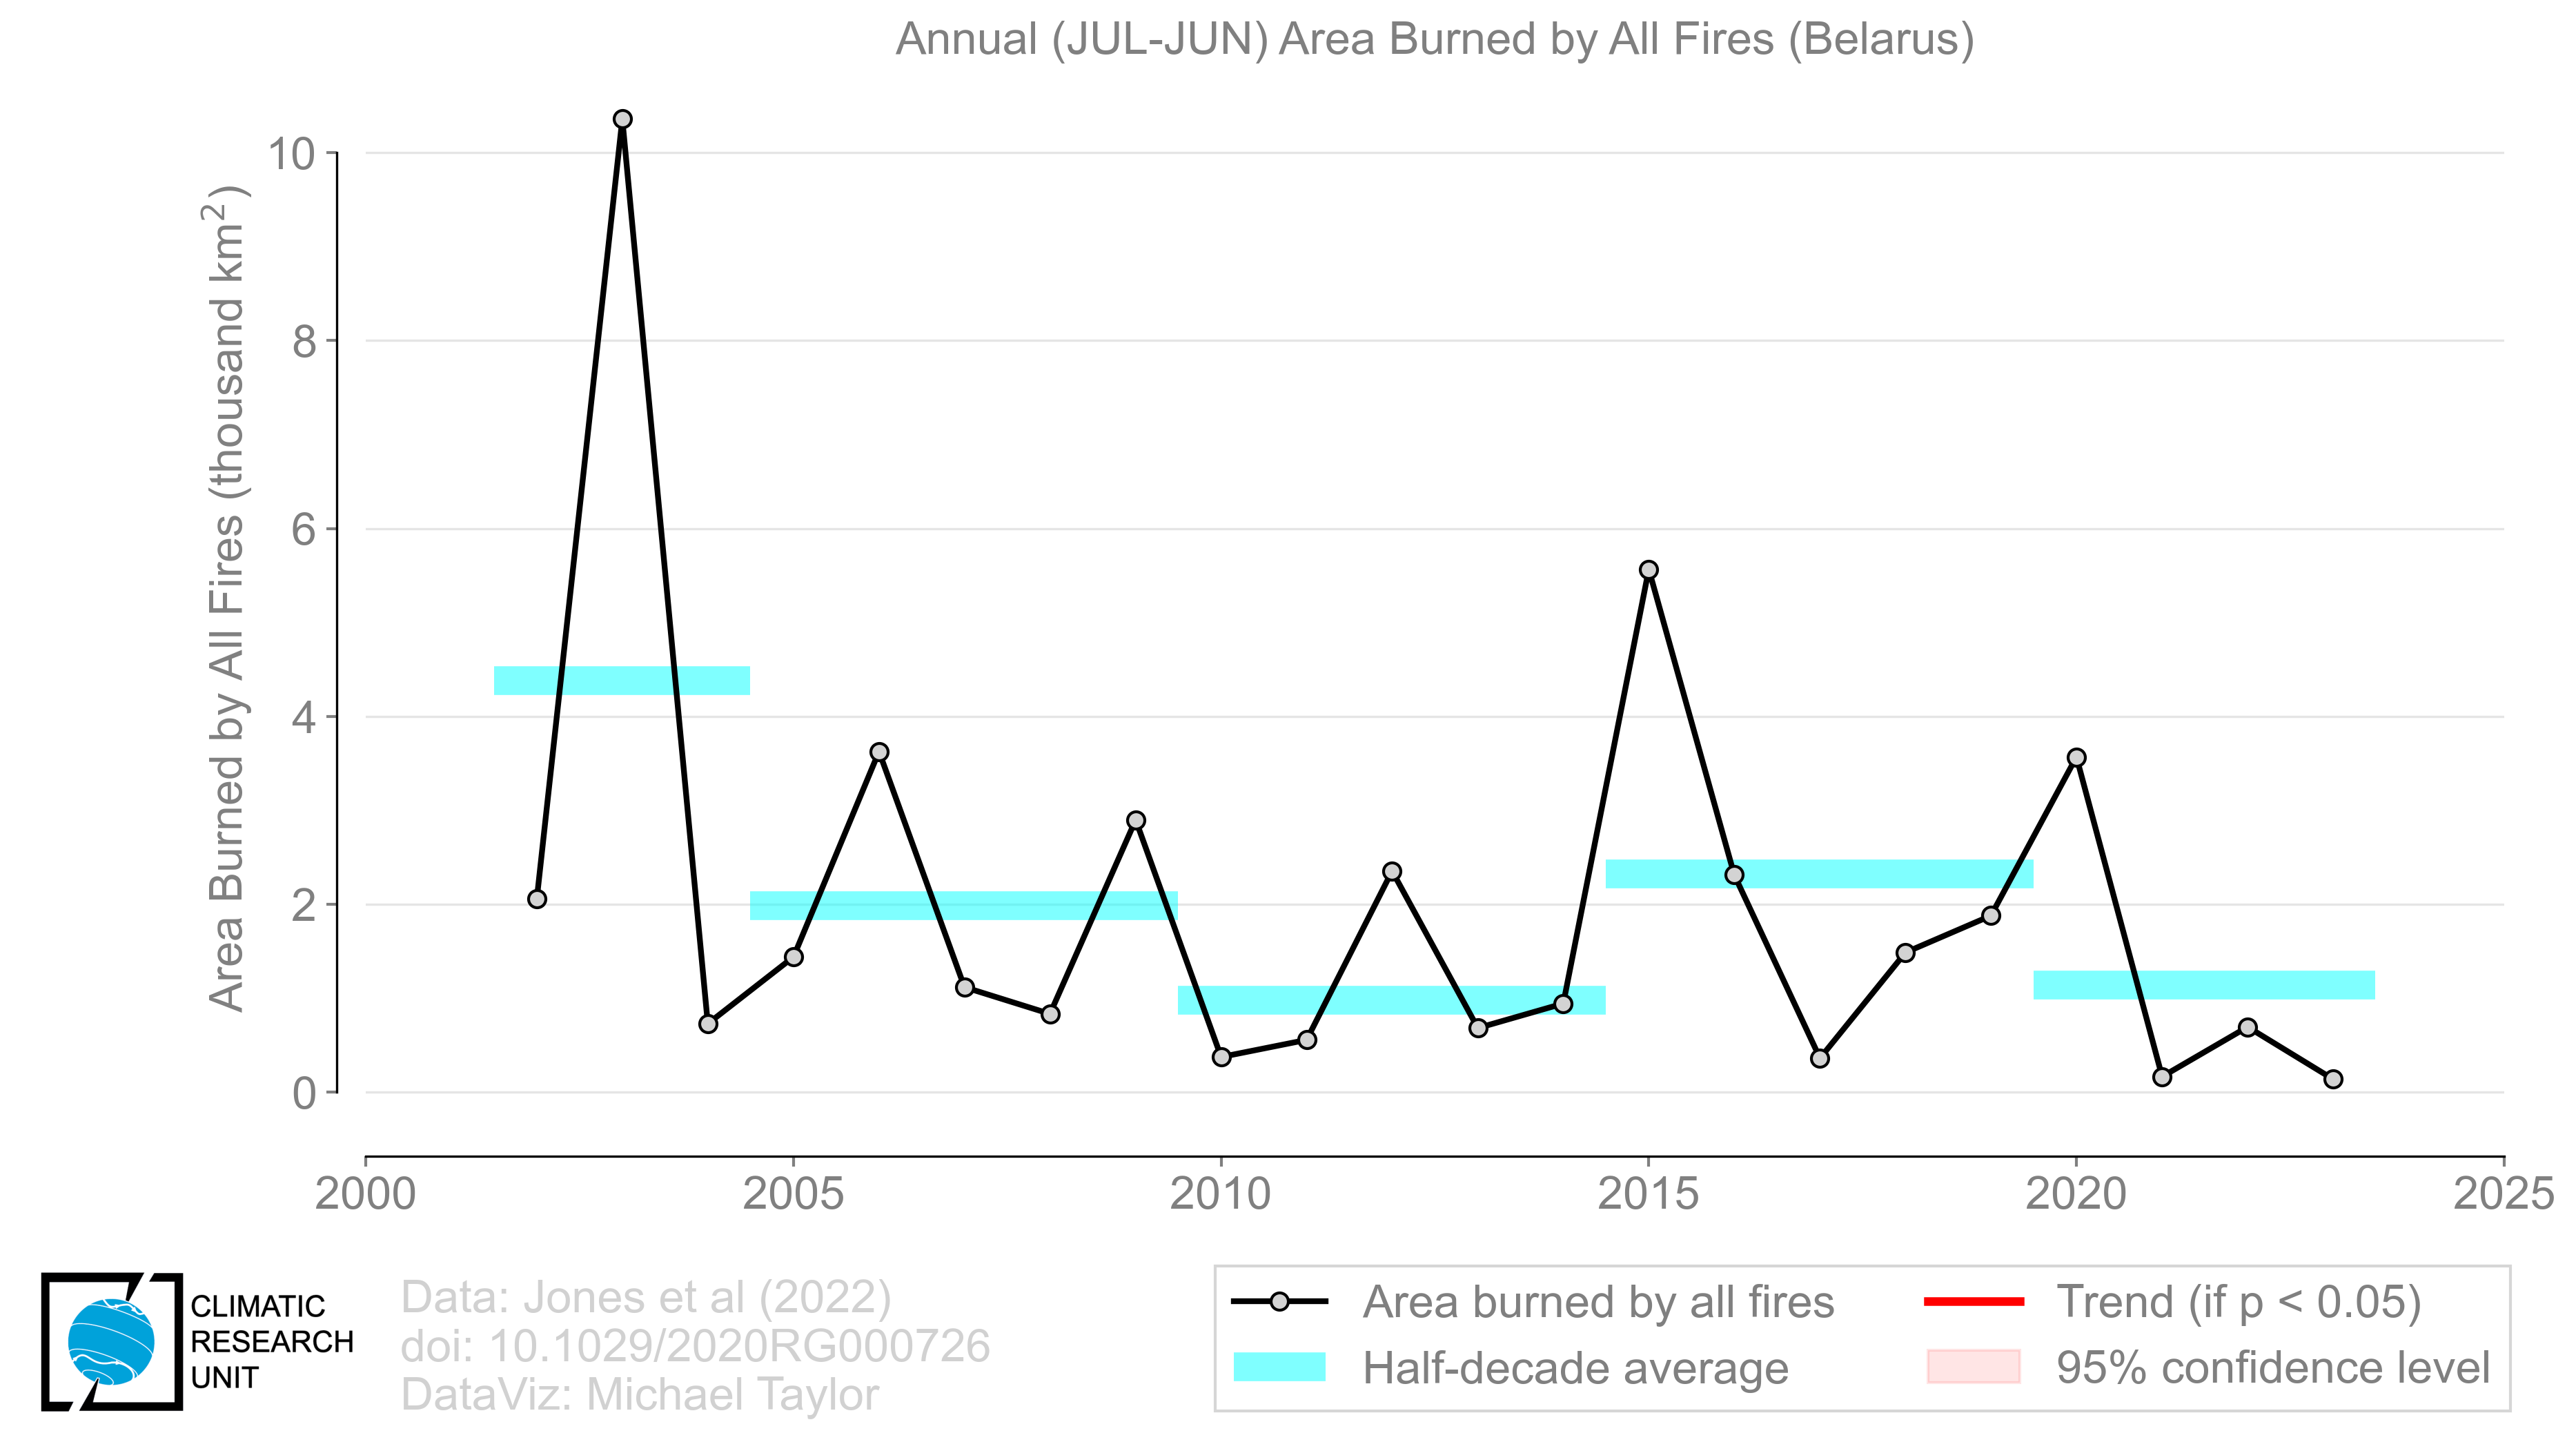 Annual (JUL-JUN) Area Burned by All Fires (Belarus)
Area Burned by All Fires (thousand km²)
10
8
6
4
2
0
2000 2005 2010 2015 2020 2025
CLIMATIC
RESEARCH
UNIT
Data: Jones et al (2022)
doi: 10.1029/2020RG000726
DataViz: Michael Taylor
Area burned by all fires
Half-decade average
Trend (if p < 0.05)
95% confidence level